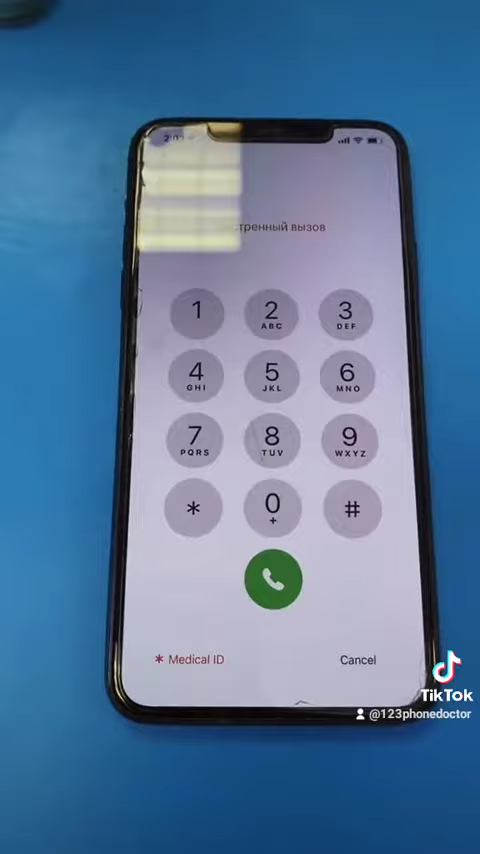 стренный вызов
1
2
ABC
3
DEF
4
GHI
5
JKL
6
MNO
7
PQRS
8
TUV
9
WXYZ
*
0
+
#
* Medical ID
Cancel
TikTok
@123phonedoctor